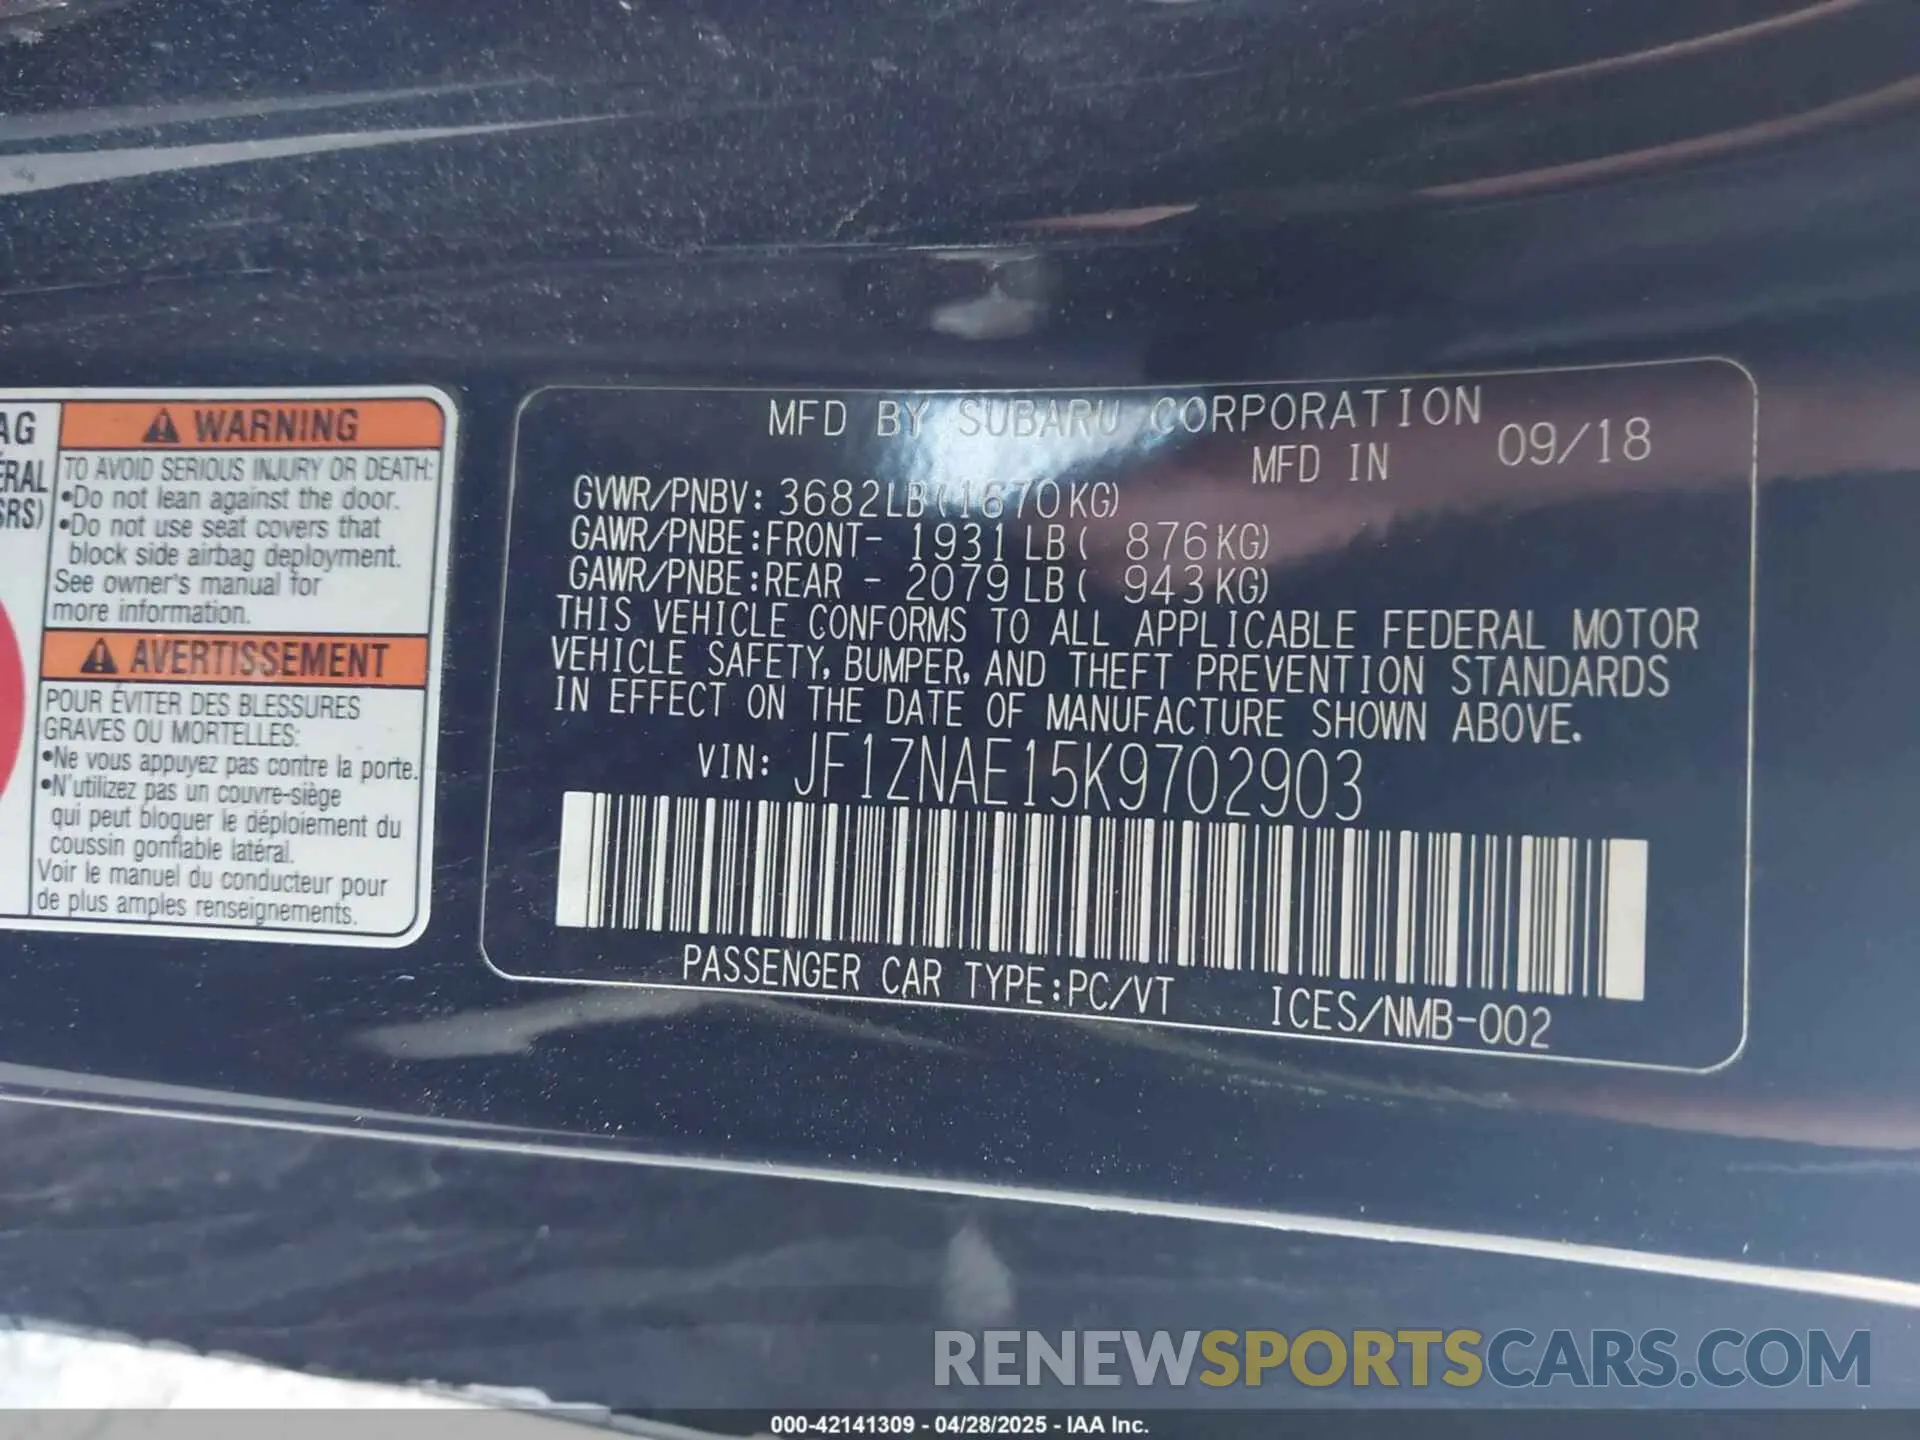 AG
ÉRAL
SRS)
WARNING
TO AVOID SERIOUS INJURY OR DEATH:
•Do not lean against the door.
•Do not use seat covers that
block side airbag deployment.
See owner's manual for
more information.
AVERTISSEMENT
POUR ÉVITER DES BLESSURES
GRAVES OU MORTELLES:
•Ne vous appuyez pas contre la porte.
•N'utilizez pas un couvre-siège
qui peut bloquer le déploiement du
coussin gonflable latéral.
Voir le manuel du conducteur pour
de plus amples renseignements.
MFD BY SUBARU CORPORATION
MFD IN 09/18
GVWR/PNBV: 3682LB(1670KG)
GAWR/PNBE:FRONT- 1931LB( 876KG)
GAWR/PNBE:REAR - 2079LB( 943KG)
THIS VEHICLE CONFORMS TO ALL APPLICABLE FEDERAL MOTOR
VEHICLE SAFETY, BUMPER, AND THEFT PREVENTION STANDARDS
IN EFFECT ON THE DATE OF MANUFACTURE SHOWN ABOVE.
VIN: JF1ZNAE15K9702903
PASSENGER CAR TYPE:PC/VT ICES/NMB-002
RENEWSPORTSCARS.COM
000-42141309 - 04/28/2025 - IAA Inc.